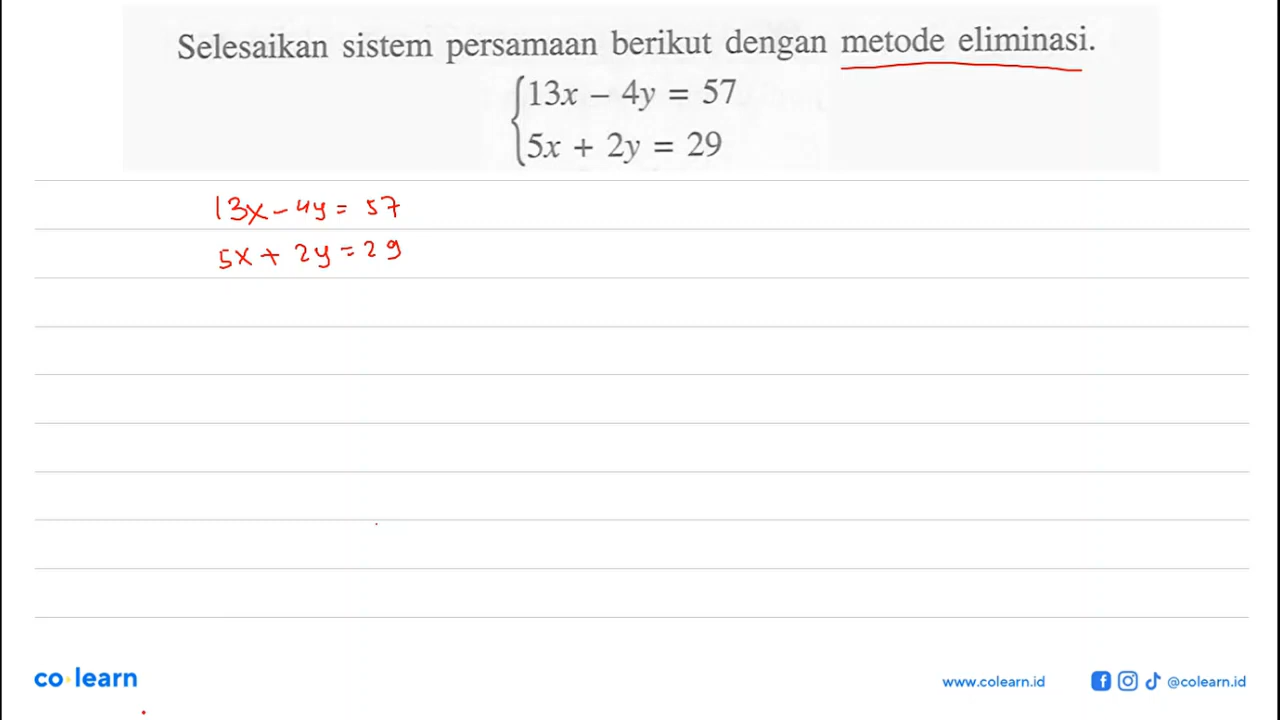 Selesaikan sistem persamaan berikut dengan metode eliminasi.
13x − 4y = 57
5x + 2y = 29
13x − 4y = 57
5x + 2y = 29
co learn
www.colearn.id @colearn.id